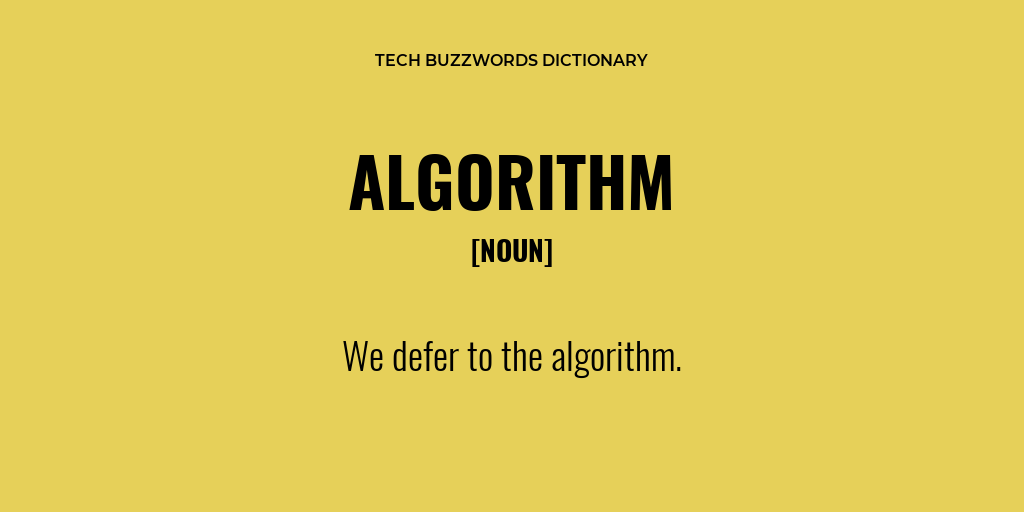 TECH BUZZWORDS DICTIONARY
ALGORITHM
[NOUN]
We defer to the algorithm.